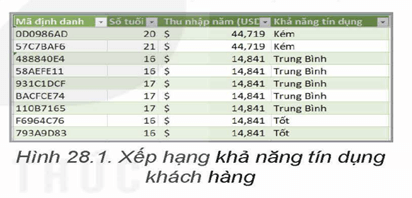 Mã định danh Số tuổi Thu nhập năm (USD Khả năng tín dụng
0D0986AD 20 $ 44,719 Kém
57C7BAF6 21 $ 44,719 Kém
488840E4 16 $ 14,841 Trung Bình
58AEFE11 16 $ 14,841 Trung Bình
931C1DCF 17 $ 14,841 Trung Bình
BACFCE74 17 $ 14,841 Trung Bình
110B7165 17 $ 14,841 Trung Bình
F6964C76 16 $ 14,841 Tốt
793A9D83 16 $ 14,841 Tốt
Hình 28.1. Xếp hạng khả năng tín dụng
khách hàng